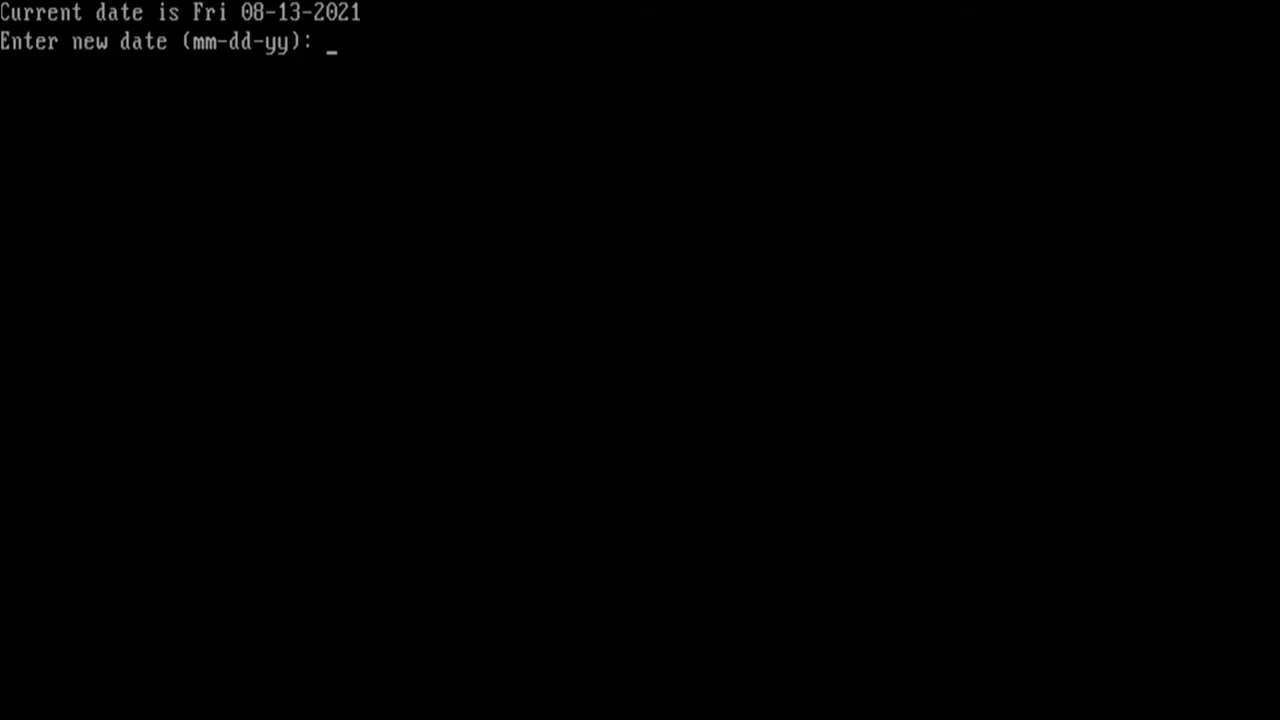 Current date is Fri 08-13-2021
Enter new date (mm-dd-yy): _